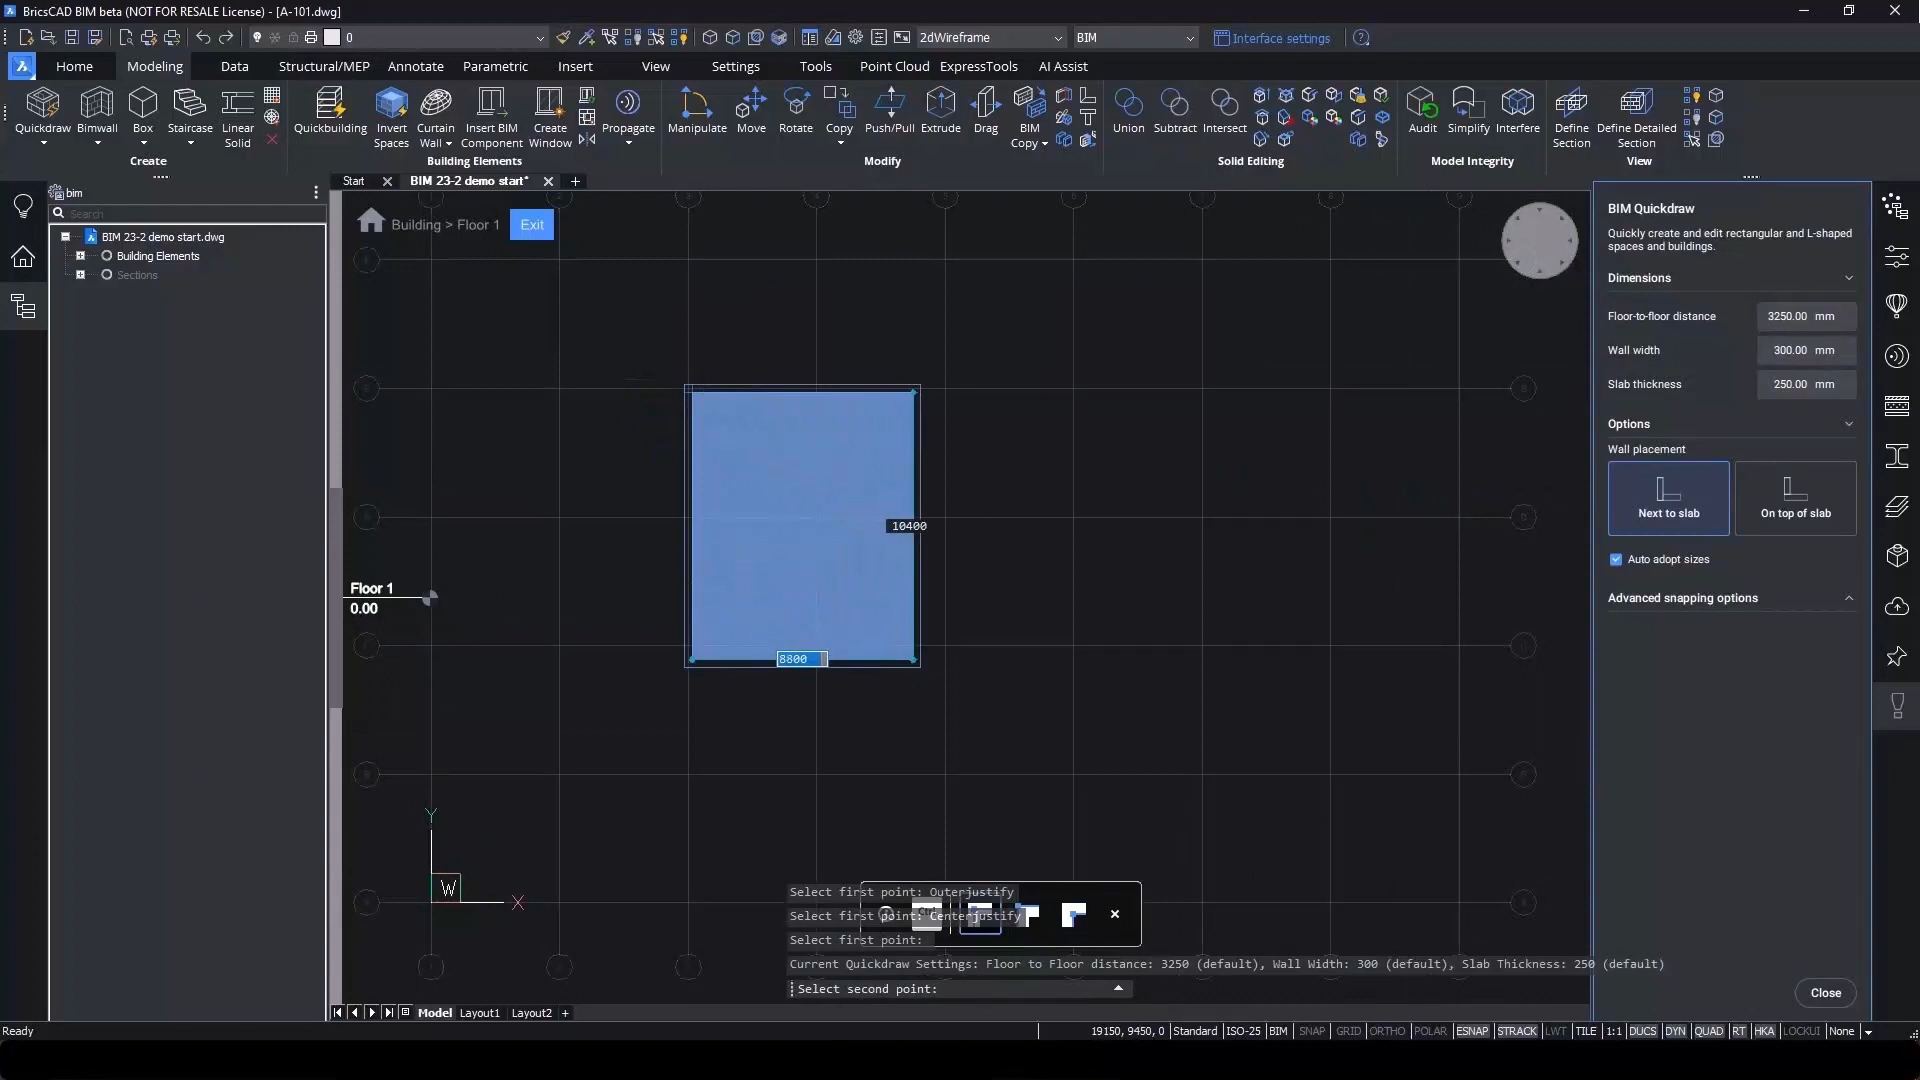 BricsCAD BIM beta (NOT FOR RESALE License) - [A-101.dwg]
0
2dWireframe
BIM
Interface settings
Home
Modeling
Data
Structural/MEP
Annotate
Parametric
Insert
View
Settings
Tools
Point Cloud
ExpressTools
AI Assist
Quickdraw
Bimwall
Box
Staircase
Linear Solid
Create
Quickbuilding
Invert Spaces
Curtain Wall
Insert BIM Component
Create Window
Propagate
Building Elements
Manipulate
Move
Rotate
Copy
Push/Pull
Extrude
Drag
BIM Copy
Modify
Union
Subtract
Intersect
Solid Editing
Audit
Simplify
Interfere
Model Integrity
Define Section
Define Detailed Section
View
bim
Search
BIM 23-2 demo start.dwg
Building Elements
Sections
Start
BIM 23-2 demo start*
Building > Floor 1
Exit
Floor 1
0.00
10400
8800
Y
W
X
Select first point: Outerjustify
Select first point: Centerjustify
Select first point:
Current Quickdraw Settings: Floor to Floor distance: 3250 (default), Wall Width: 300 (default), Slab Thickness: 250 (default)
Select second point:
BIM Quickdraw
Quickly create and edit rectangular and L-shaped
spaces and buildings.
Dimensions
Floor-to-floor distance 3250.00 mm
Wall width 300.00 mm
Slab thickness 250.00 mm
Options
Wall placement
Next to slab
On top of slab
Auto adopt sizes
Advanced snapping options
Close
Model
Layout1
Layout2
Ready
19150, 9450, 0 Standard ISO-25 BIM SNAP GRID ORTHO POLAR ESNAP STRACK LWT TILE 1:1 DUCS DYN QUAD RT HKA LOCKUI None